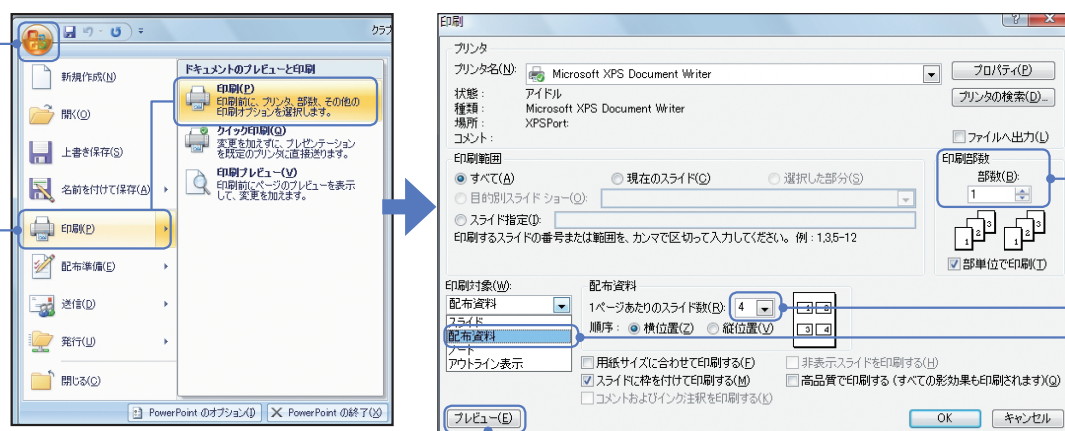 クラブ
新規作成(N)
開く(O)
上書き保存(S)
名前を付けて保存(A)
印刷(P)
配布準備(E)
送信(D)
発行(U)
閉じる(C)
ドキュメントのプレビューと印刷
印刷(P)
印刷前に、プリンタ、部数、その他の
印刷オプションを選択します。
クイック印刷(Q)
変更を加えずに、プレゼンテーション
を既定のプリンタに直接送ります。
印刷プレビュー(V)
印刷前にページのプレビューを表示
して、変更を加えます。
PowerPoint のオプション(I)
PowerPoint の終了(X)
印刷
プリンタ
プリンタ名(N):
Microsoft XPS Document Writer
プロパティ(P)
状態: アイドル
プリンタの検索(D)...
種類: Microsoft XPS Document Writer
場所: XPSPort:
コメント:
ファイルへ出力(L)
印刷範囲
すべて(A) 現在のスライド(C) 選択した部分(S)
目的別スライド ショー(O):
スライド指定(I):
印刷するスライドの番号または範囲を、カンマで区切って入力してください。例:1,3,5-12
印刷部数
部数(B):
1
1 2 3 1 2 3
部単位で印刷(T)
印刷対象(W):
配布資料
スライド
配布資料
ノート
アウトライン表示
配布資料
1ページあたりのスライド数(R): 4
順序: 横位置(Z) 縦位置(V)
1 2
3 4
用紙サイズに合わせて印刷する(F) 非表示スライドを印刷する(H)
スライドに枠を付けて印刷する(M) 高品質で印刷する (すべての影効果も印刷されます)(Q)
コメントおよびインク注釈を印刷する(K)
プレビュー(E) OK キャンセル